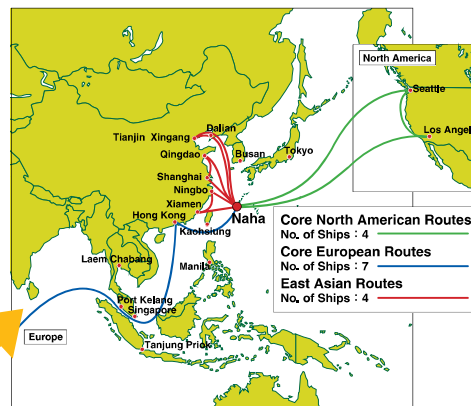 North America
Seattle
Los Angel
Dalian
Tianjin Xingang
Qingdao
Busan
Tokyo
Shanghai
Ningbo
Xiamen
Hong Kong
Naha
Kaohsiung
Laem Chabang
Manila
Port Kelang
Singapore
Tanjung Priok
Europe
Core North American Routes
No. of Ships : 4
Core European Routes
No. of Ships : 7
East Asian Routes
No. of Ships : 4